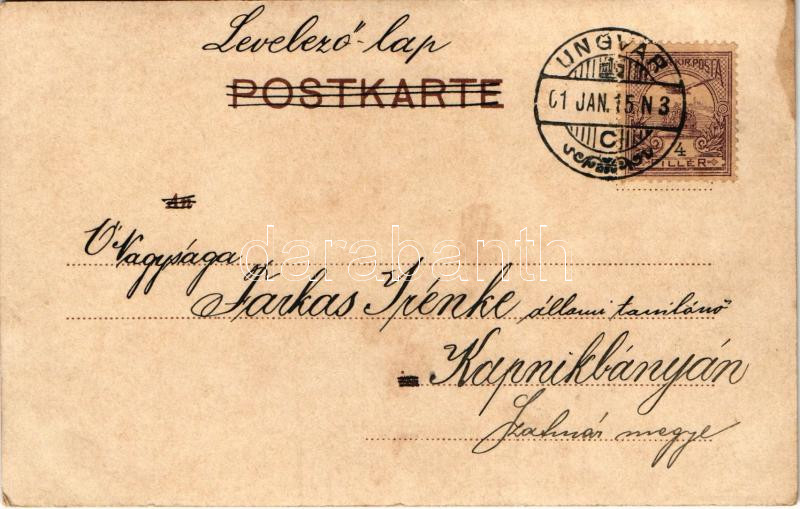 Levelező-lap
POSTKARTE
UNGVÁR
01 JAN. 15 N 3
C
MAGYAR KIR. POSTA
4
FILLÉR
An
Ő Nagysága
Farkas Irénke állami tanítónő
Kapnikbányán
Szatmár megye
darabanth